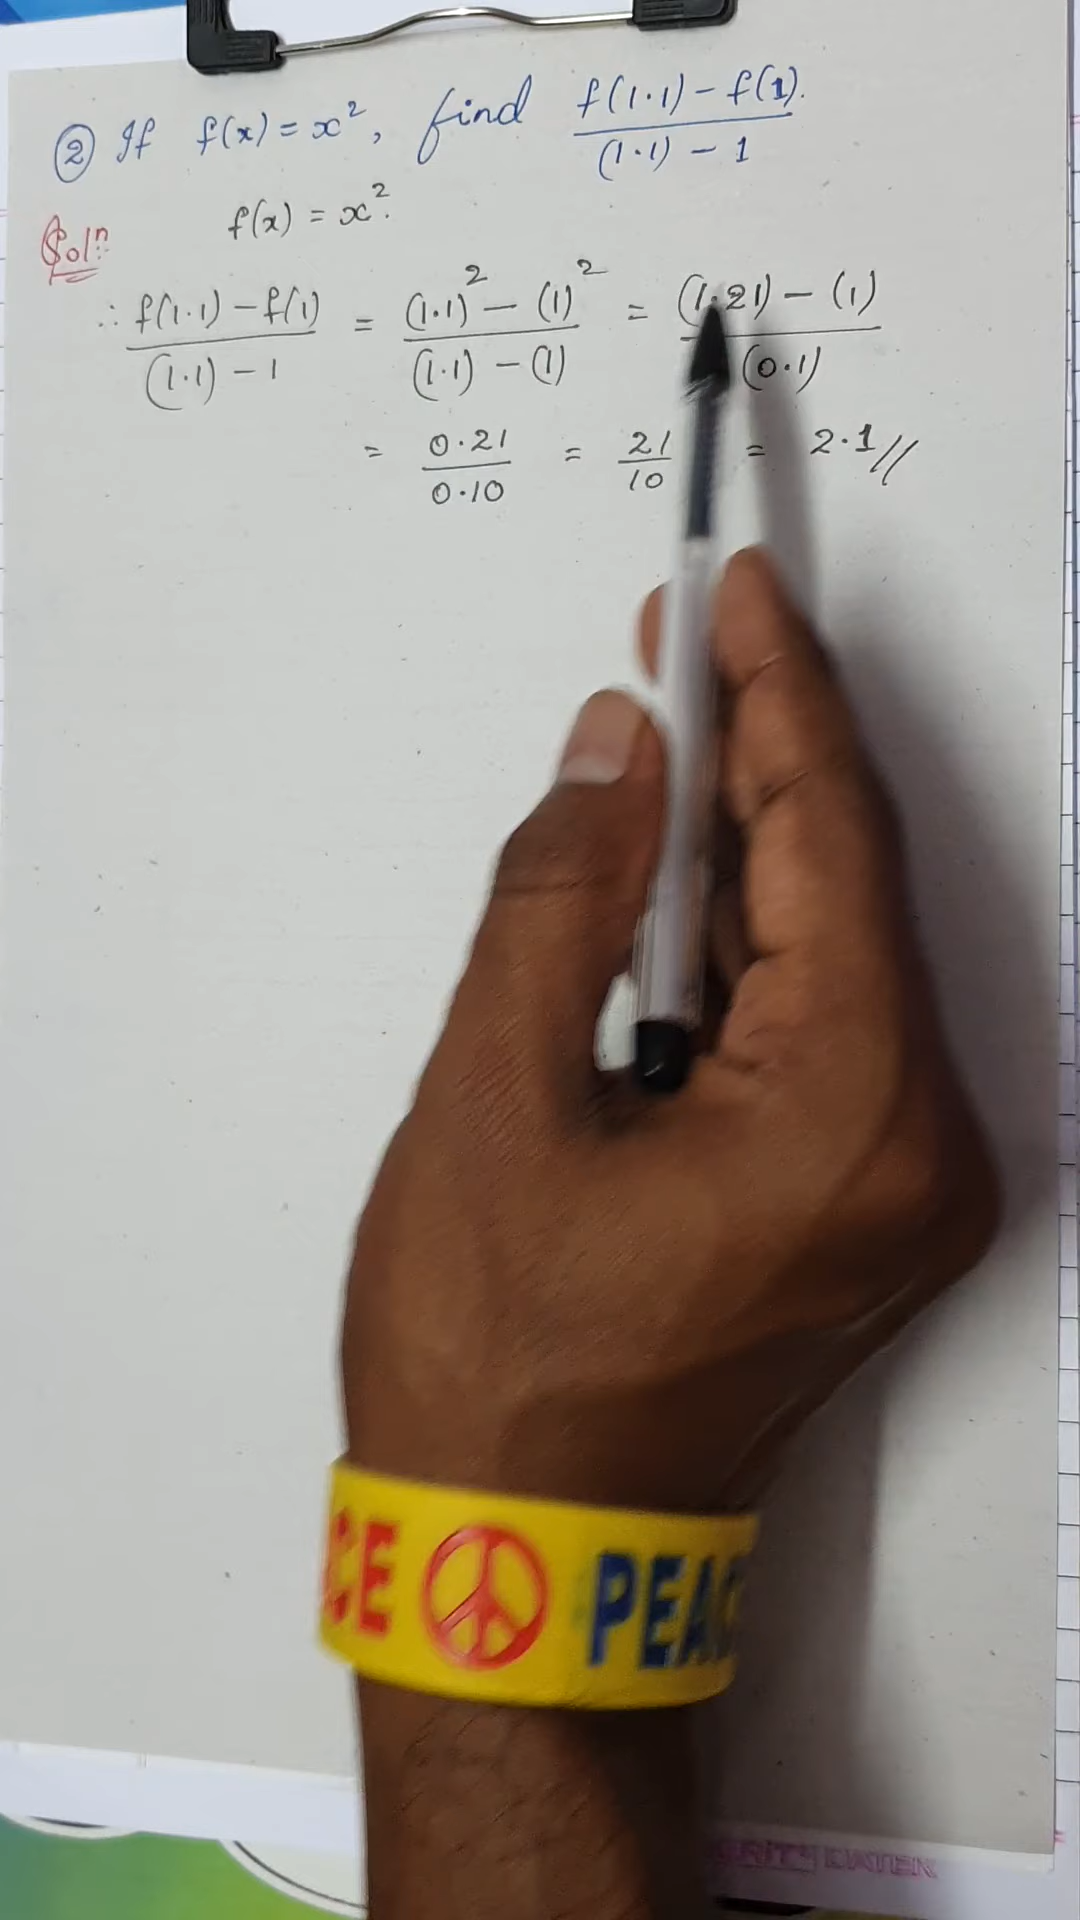 ② If f(x) = x², find f(1·1) - f(1). / (1·1) - 1
Solⁿ: f(x) = x².
∴ f(1·1) - f(1) / (1·1) - 1 = (1·1)² - (1)² / (1·1) - (1) = (1·21) - (1) / (0·1)
= 0·21 / 0·10 = 21 / 10 = 2·1//
CE PEAC